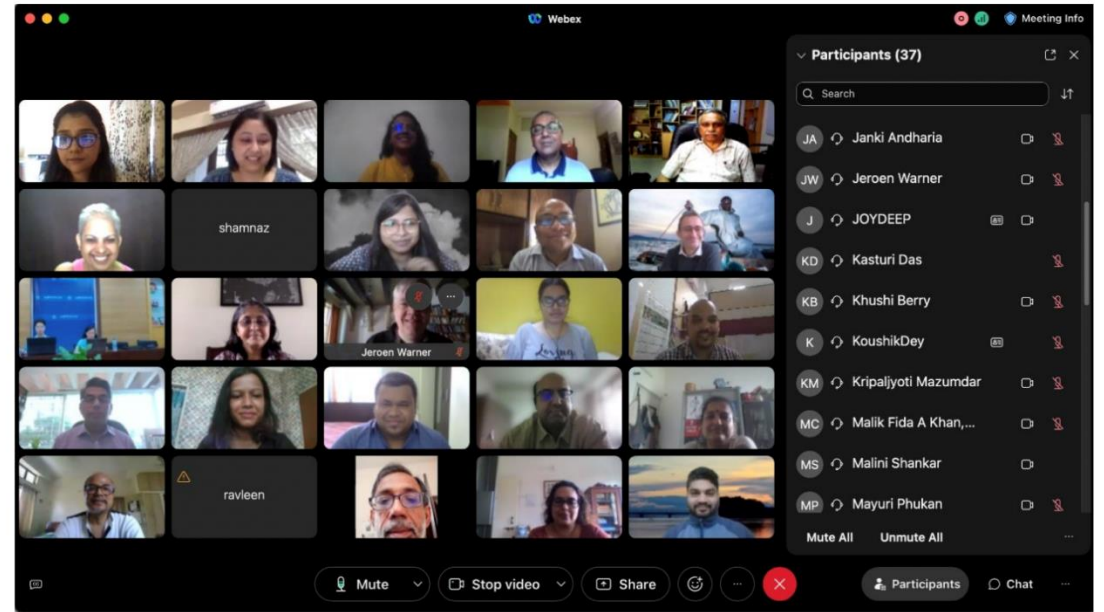 Webex
Meeting Info
Participants (37)
Search
JA Janki Andharia
JW Jeroen Warner
J JOYDEEP
KD Kasturi Das
KB Khushi Berry
K KoushikDey
KM Kripaljyoti Mazumdar
MC Malik Fida A Khan,...
MS Malini Shankar
MP Mayuri Phukan
Mute All Unmute All
shamnaz
Jeroen Warner
Loving
ravleen
Mute Stop video Share
Participants Chat